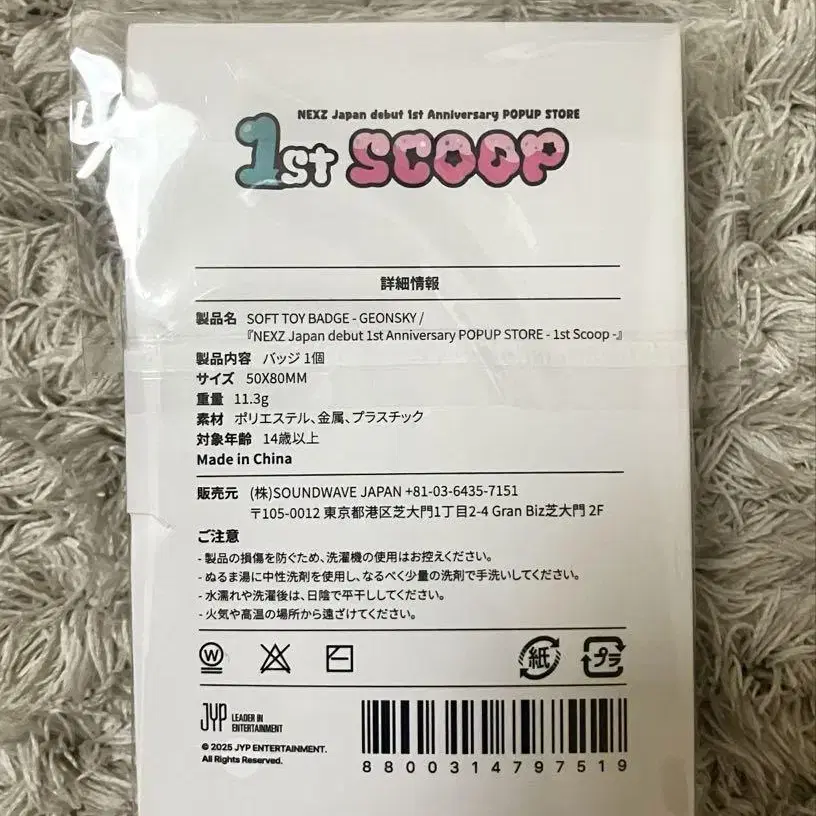 NEXZ Japan debut 1st Anniversary POPUP STORE
1st SCOOP
詳細情報
製品名 SOFT TOY BADGE - GEONSKY /
『NEXZ Japan debut 1st Anniversary POPUP STORE - 1st Scoop -』
製品内容 バッジ 1個
サイズ 50X80MM
重量 11.3g
素材 ポリエステル、金属、プラスチック
対象年齢 14歳以上
Made in China
販売元 (株)SOUNDWAVE JAPAN +81-03-6435-7151
〒105-0012 東京都港区芝大門1丁目2-4 Gran Biz芝大門 2F
ご注意
- 製品の損傷を防ぐため、洗濯機の使用はお控えください。
- ぬるま湯に中性洗剤を使用し、なるべく少量の洗剤で手洗いしてください。
- 水濡れや洗濯後は、日陰で平干ししてください。
- 火気や高温の場所から遠ざけてください。
W 紙 プラ
JYP LEADER IN
ENTERTAINMENT
© 2025 JYP ENTERTAINMENT.
All Rights Reserved.
8800314797519